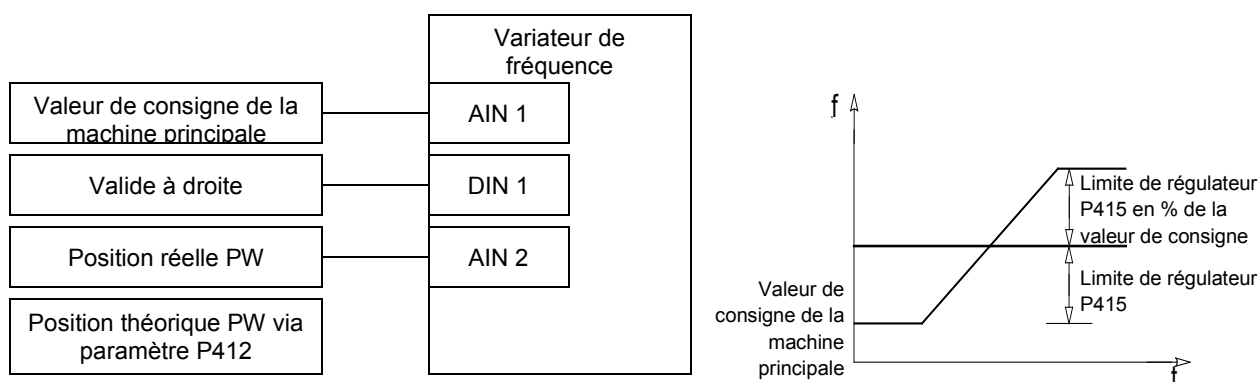 Variateur de
fréquence
Valeur de consigne de la
machine principale
AIN 1
Valide à droite
DIN 1
Position réelle PW
AIN 2
Position théorique PW via
paramètre P412
f
Limite de régulateur
P415 en % de la
valeur de consigne
Limite de régulateur
P415
Valeur de
consigne de la
machine
principale
f